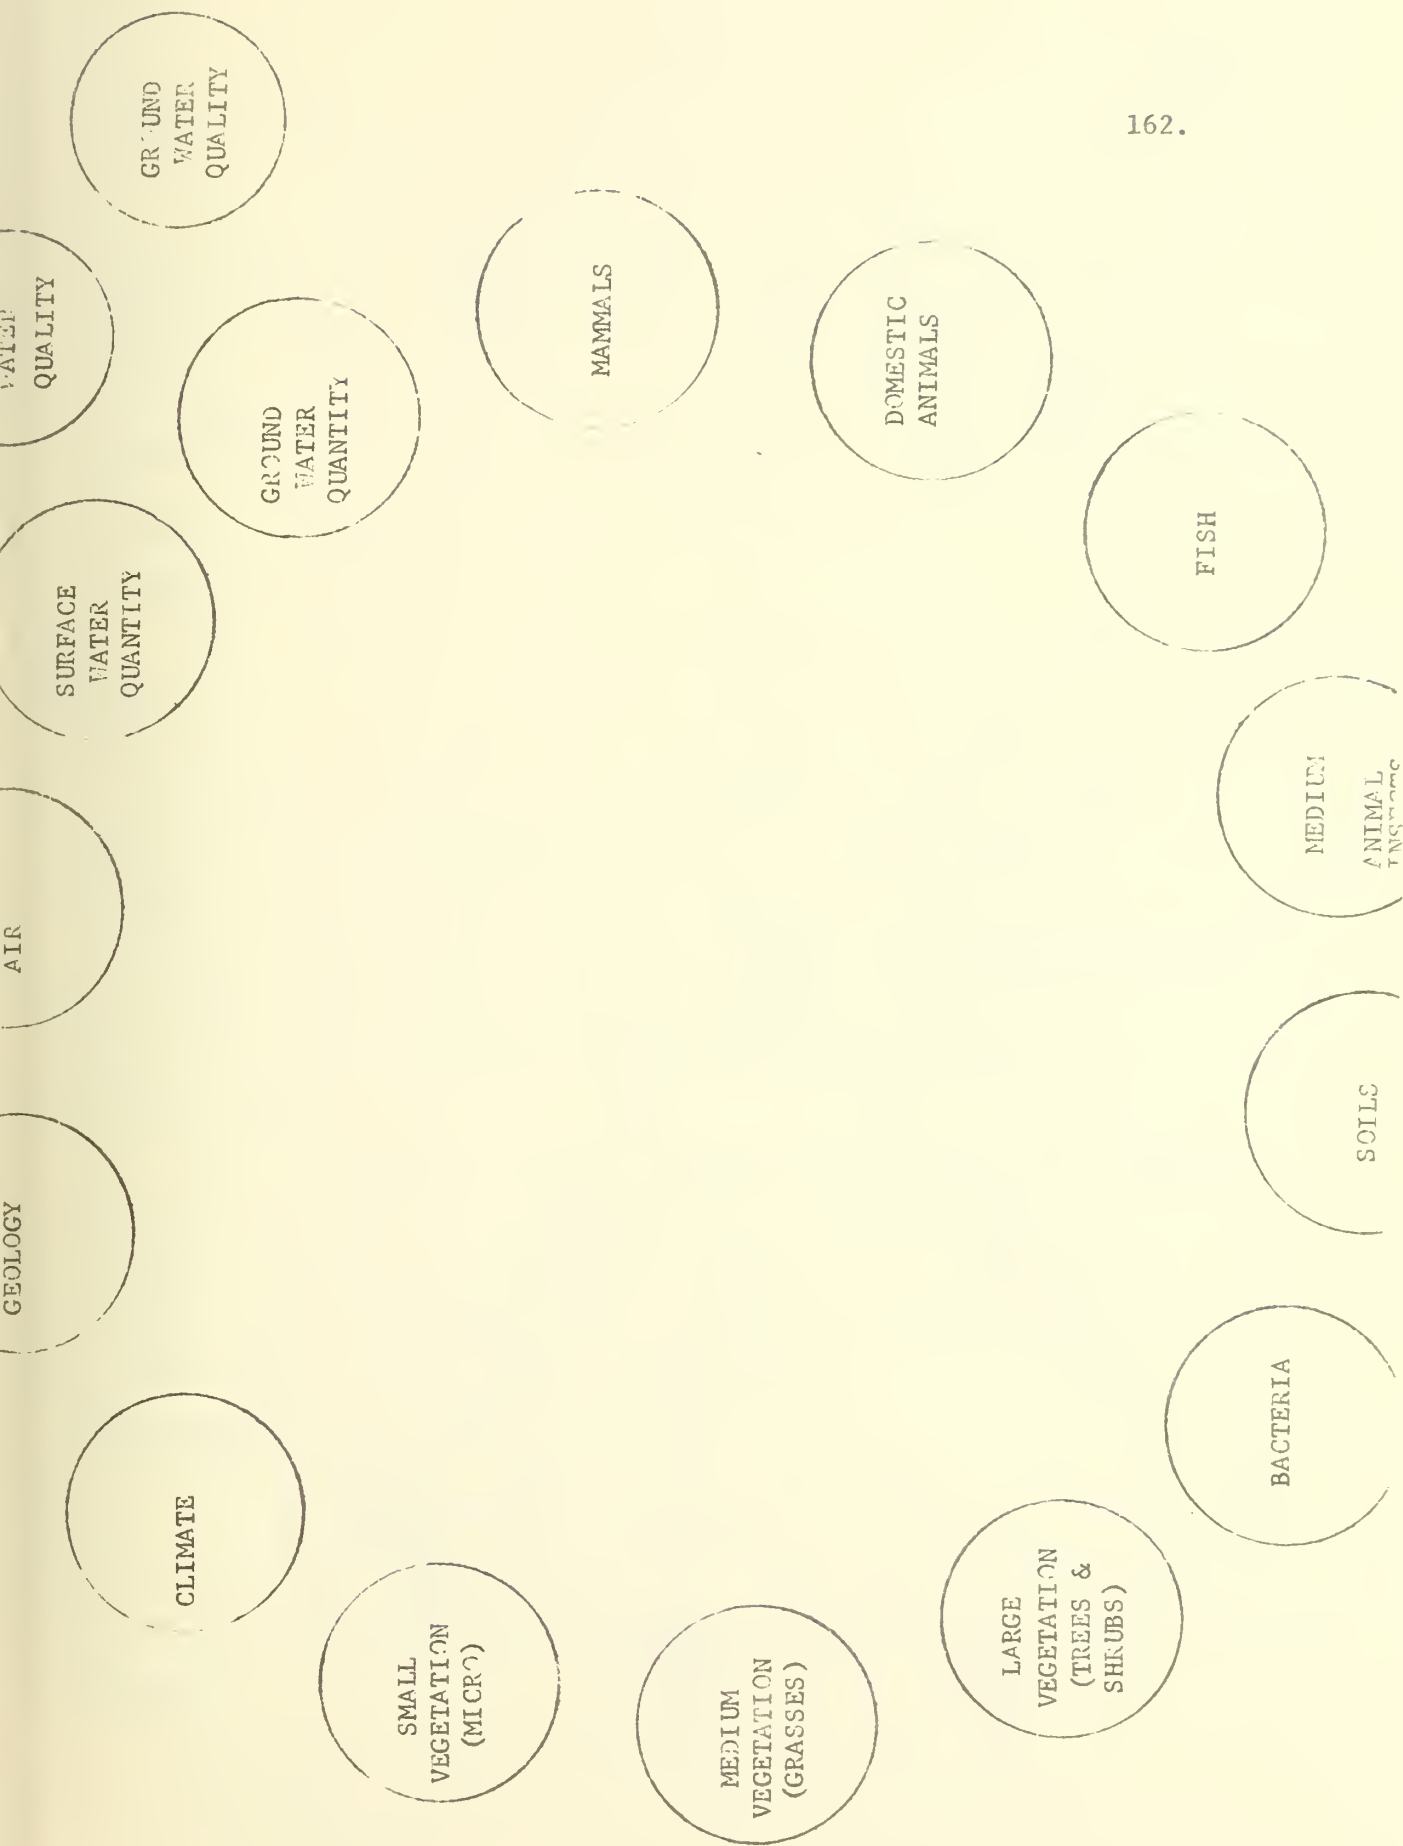 162.
GROUND
WATER
QUALITY
WATER
QUALITY
GROUND
WATER
QUANTITY
SURFACE
WATER
QUANTITY
MAMMALS
DOMESTIC
ANIMALS
FISH
MEDIUM
ANIMAL
AIR
SOILS
GEOLOGY
BACTERIA
CLIMATE
SMALL
VEGETATION
(MICRO)
MEDIUM
VEGETATION
(GRASSES)
LARGE
VEGETATION
(TREES &
SHRUBS)